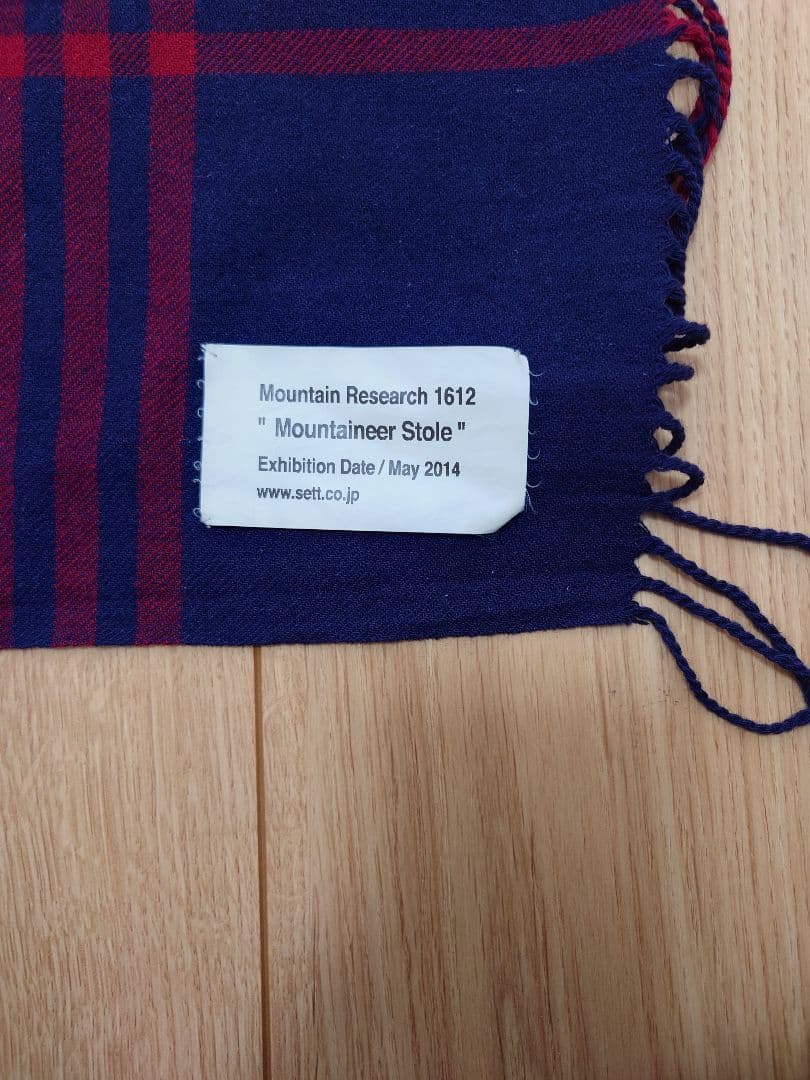 Mountain Research 1612
" Mountaineer Stole "
Exhibition Date / May 2014
www.sett.co.jp